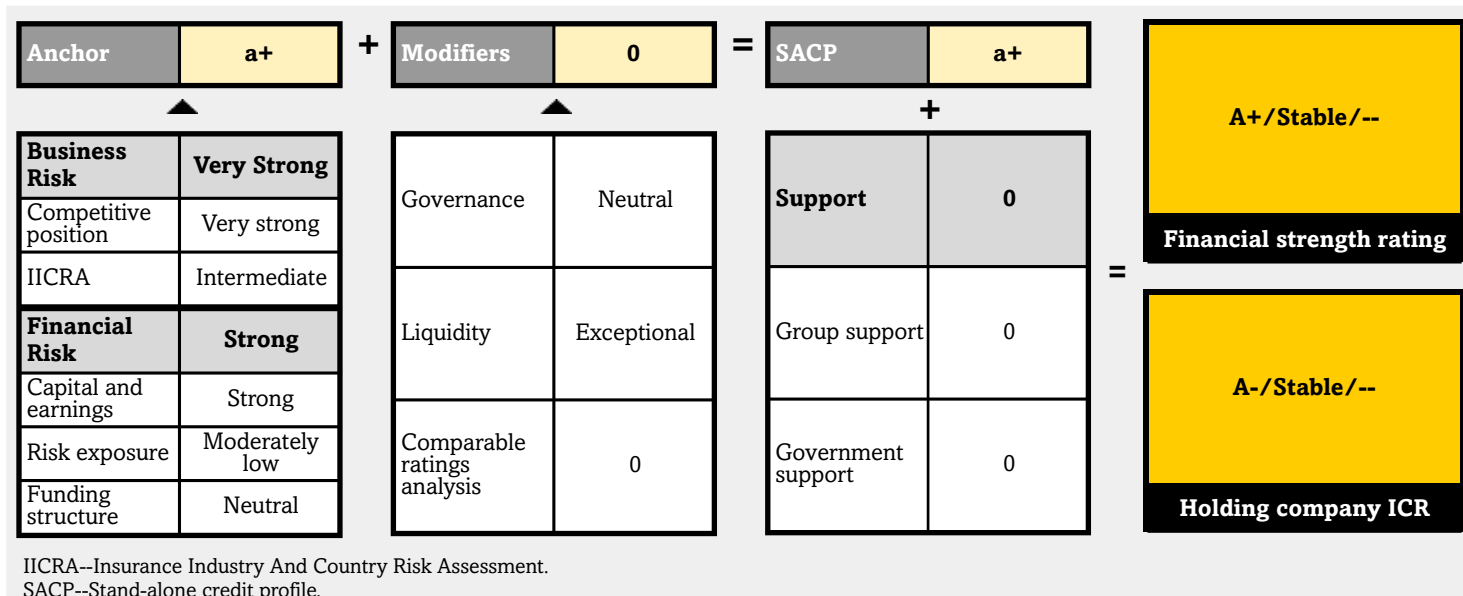 Anchor a+ + Modifiers 0 = SACP a+
+
Business Risk Very Strong
Competitive position Very strong
IICRA Intermediate
Financial Risk Strong
Capital and earnings Strong
Risk exposure Moderately low
Funding structure Neutral
Governance Neutral
Liquidity Exceptional
Comparable ratings analysis 0
Support 0
Group support 0
Government support 0
=
A+/Stable/--
Financial strength rating
A-/Stable/--
Holding company ICR
IICRA--Insurance Industry And Country Risk Assessment.
SACP--Stand-alone credit profile.